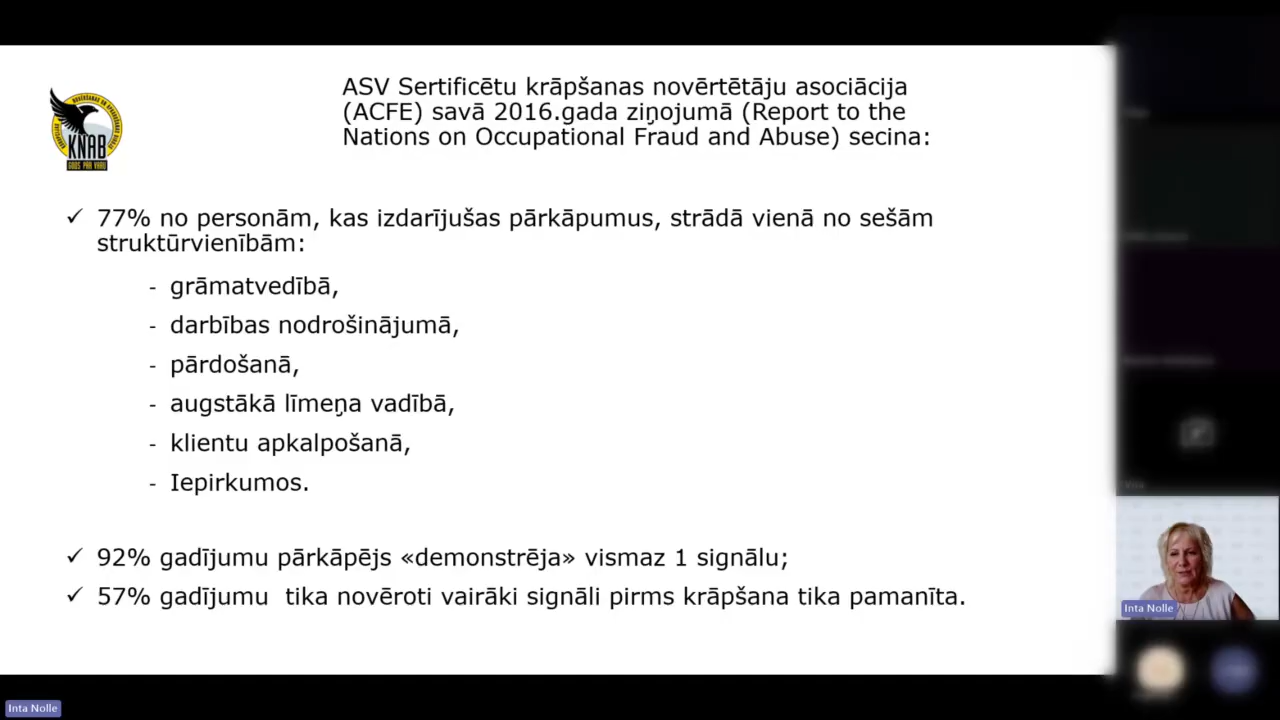 ASV Sertificētu krāpšanas novērtētāju asociācija
(ACFE) savā 2016.gada ziņojumā (Report to the
Nations on Occupational Fraud and Abuse) secina:
KNAB
GODS PĀR VARU
✓ 77% no personām, kas izdarījušas pārkāpumus, strādā vienā no sešām
struktūrvienībām:
- grāmatvedībā,
- darbības nodrošinājumā,
- pārdošanā,
- augstākā līmeņa vadībā,
- klientu apkalpošanā,
- Iepirkumos.
✓ 92% gadījumu pārkāpējs «demonstrēja» vismaz 1 signālu;
✓ 57% gadījumu  tika novēroti vairāki signāli pirms krāpšana tika pamanīta.
Inta Nolle
Inta Nolle